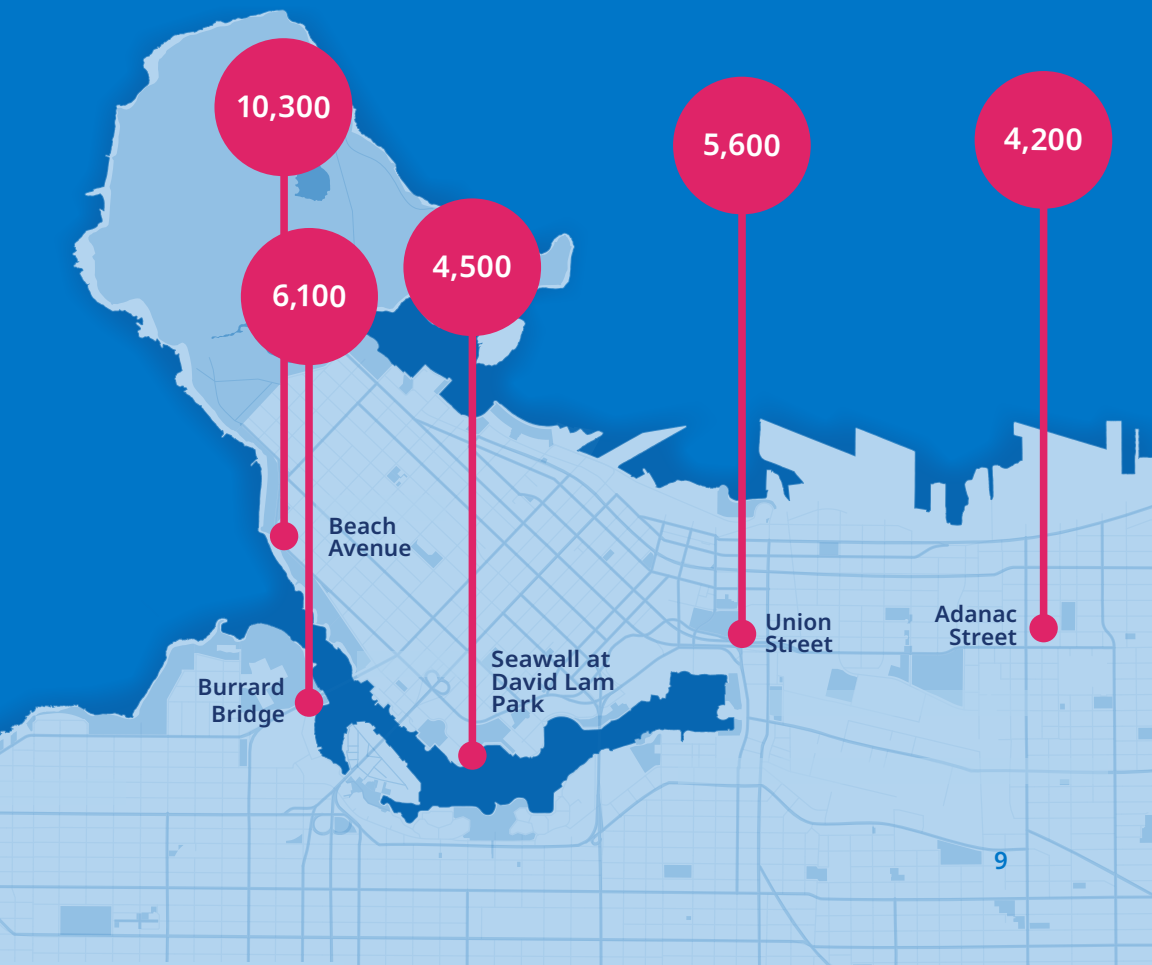 10,300
5,600
4,200
4,500
6,100
Beach
Avenue
Union
Street
Adanac
Street
Seawall at
David Lam
Park
Burrard
Bridge
9